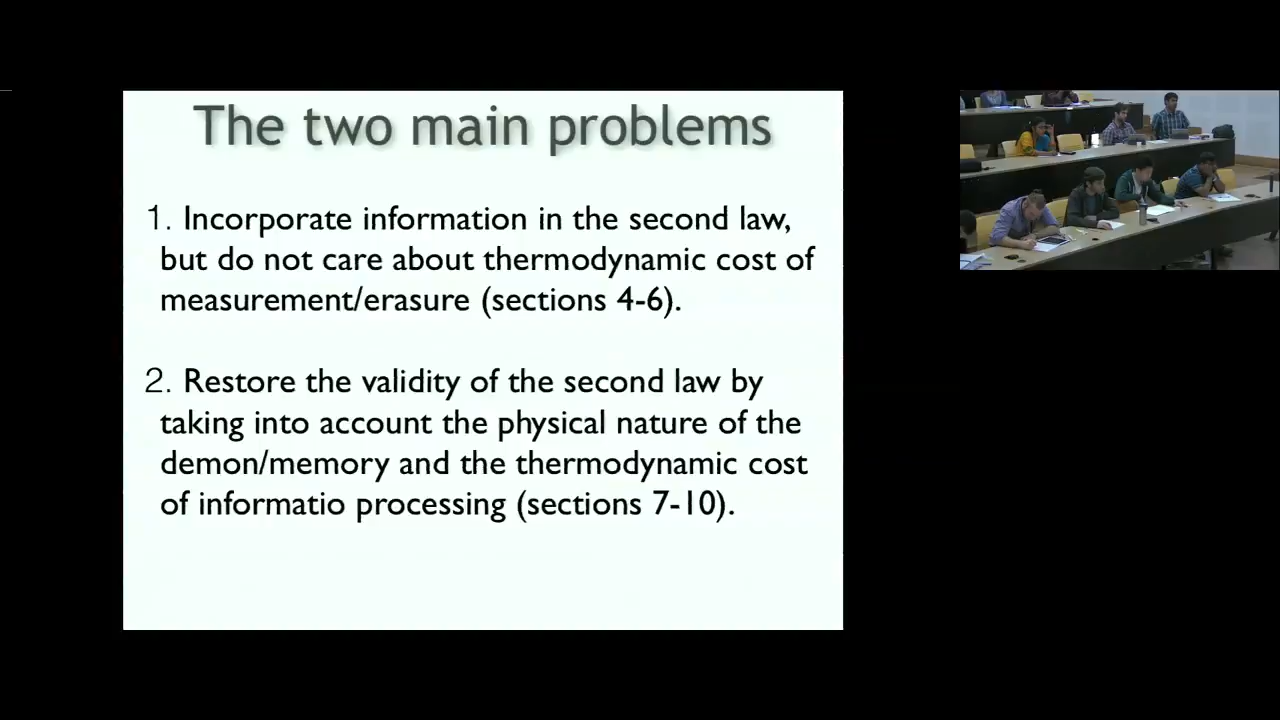 The two main problems
1. Incorporate information in the second law,
but do not care about thermodynamic cost of
measurement/erasure (sections 4-6).
2. Restore the validity of the second law by
taking into account the physical nature of the
demon/memory and the thermodynamic cost
of informatio processing (sections 7-10).